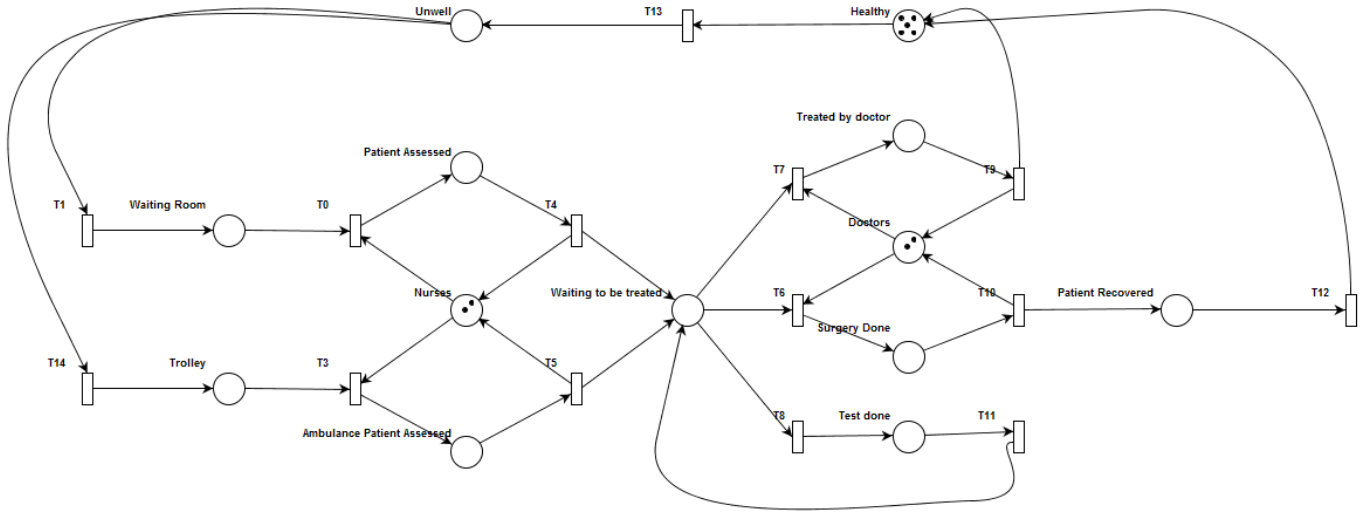 Unwell
T13
Healthy
Treated by doctor
Patient Assessed
T7
T9
T1
Waiting Room
T0
T4
Doctors
Nurses
Waiting to be treated
T6
T10
Patient Recovered
T12
Surgery Done
T14
Trolley
T3
T5
T8
Test done
T11
Ambulance Patient Assessed